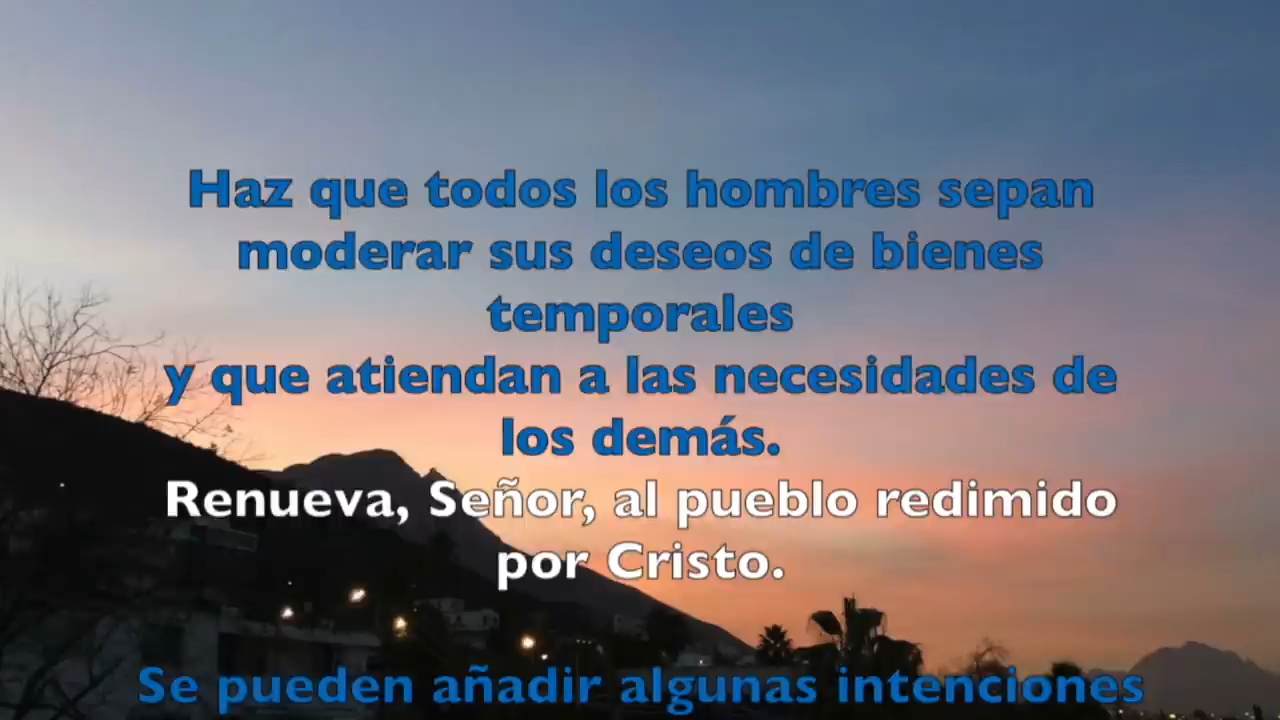 Haz que todos los hombres sepan
moderar sus deseos de bienes
temporales
y que atiendan a las necesidades de
los demás.
Renueva, Señor, al pueblo redimido
por Cristo.
Se pueden añadir algunas intenciones